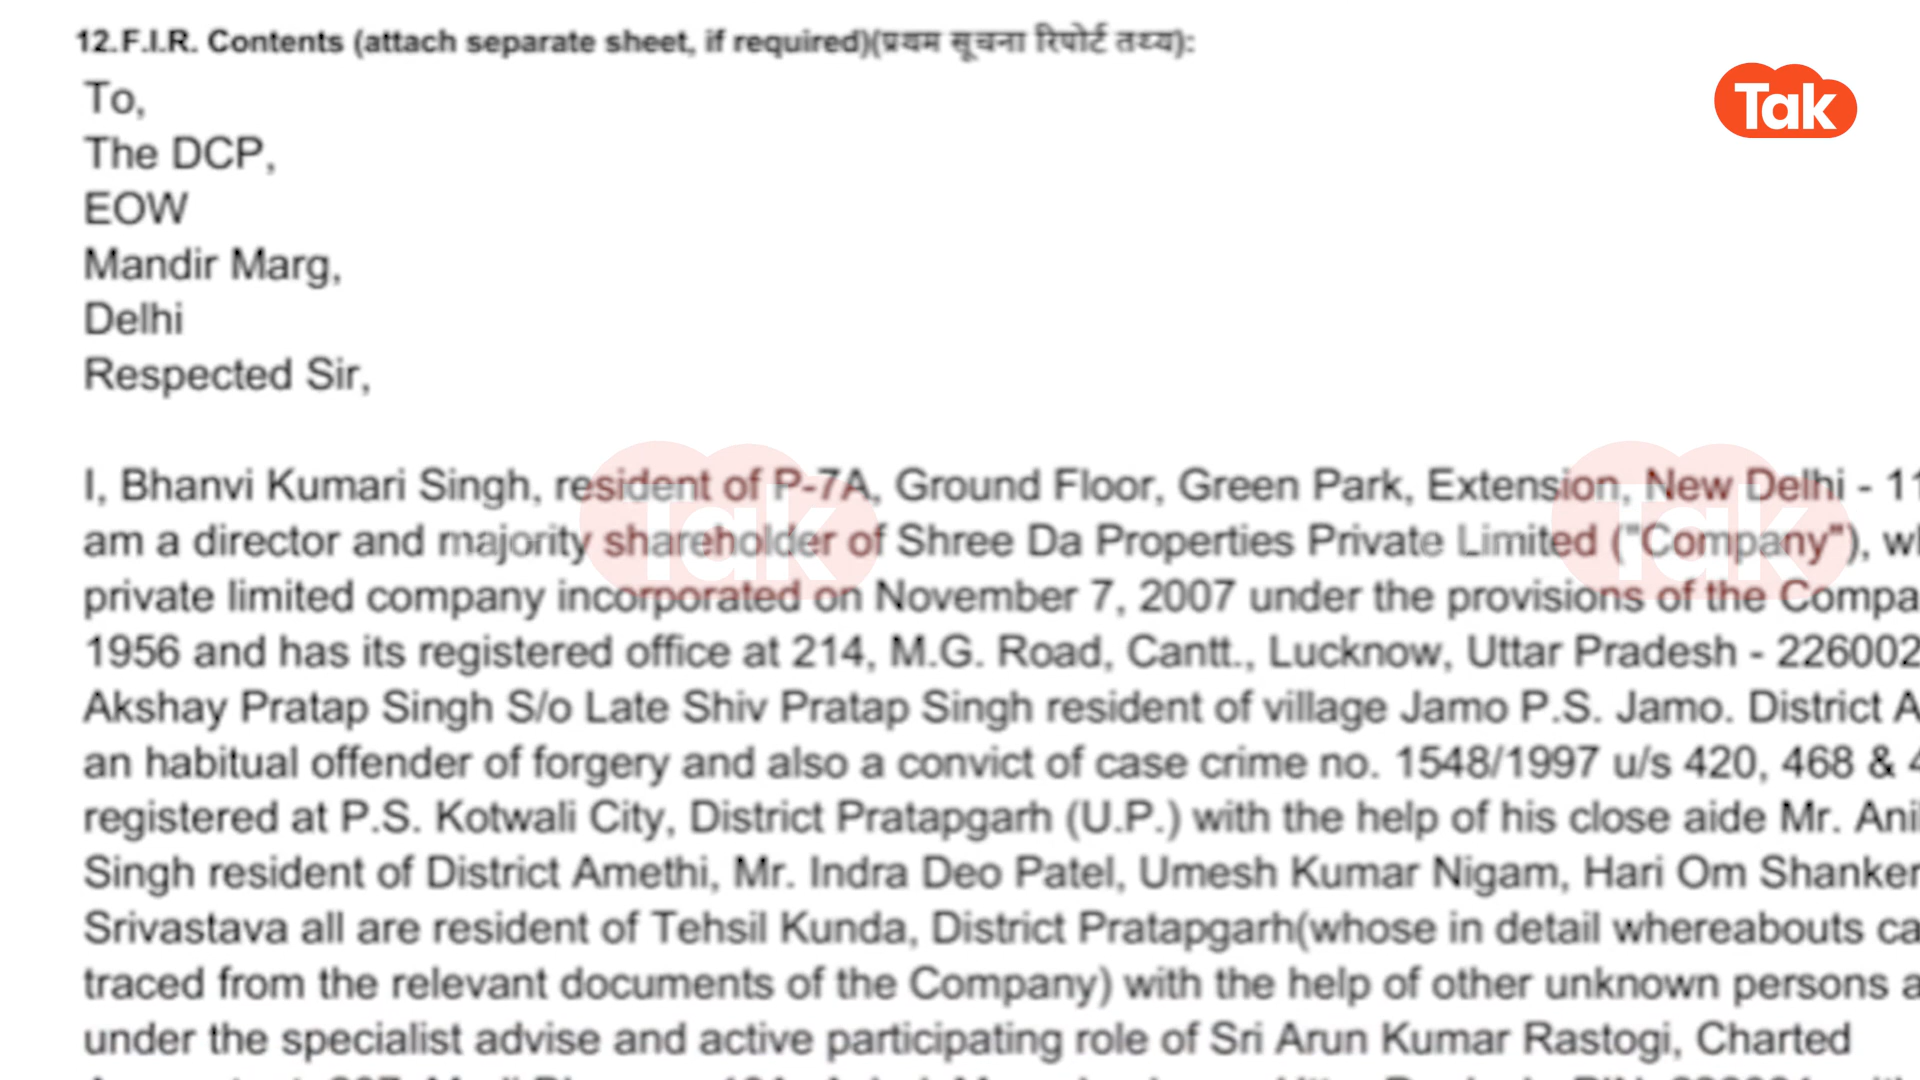 12.F.I.R. Contents (attach separate sheet, if required)(प्रथम सूचना रिपोर्ट तथ्य):
Tak
To,
The DCP,
EOW
Mandir Marg,
Delhi
Respected Sir,
I, Bhanvi Kumari Singh, resident of P-7A, Ground Floor, Green Park, Extension, New Delhi - 11
am a director and majority shareholder of Shree Da Properties Private Limited ("Company"),
private limited company incorporated on November 7, 2007 under the provisions of the Compa
1956 and has its registered office at 214, M.G. Road, Cantt., Lucknow, Uttar Pradesh - 226002
Akshay Pratap Singh S/o Late Shiv Pratap Singh resident of village Jamo P.S. Jamo. District A
an habitual offender of forgery and also a convict of case crime no. 1548/1997 u/s 420, 468 & 4
registered at P.S. Kotwali City, District Pratapgarh (U.P.) with the help of his close aide Mr. Ani
Singh resident of District Amethi, Mr. Indra Deo Patel, Umesh Kumar Nigam, Hari Om Shanker
Srivastava all are resident of Tehsil Kunda, District Pratapgarh(whose in detail whereabouts ca
traced from the relevant documents of the Company) with the help of other unknown persons a
under the specialist advise and active participating role of Sri Arun Kumar Rastogi, Charted
Tak
Tak